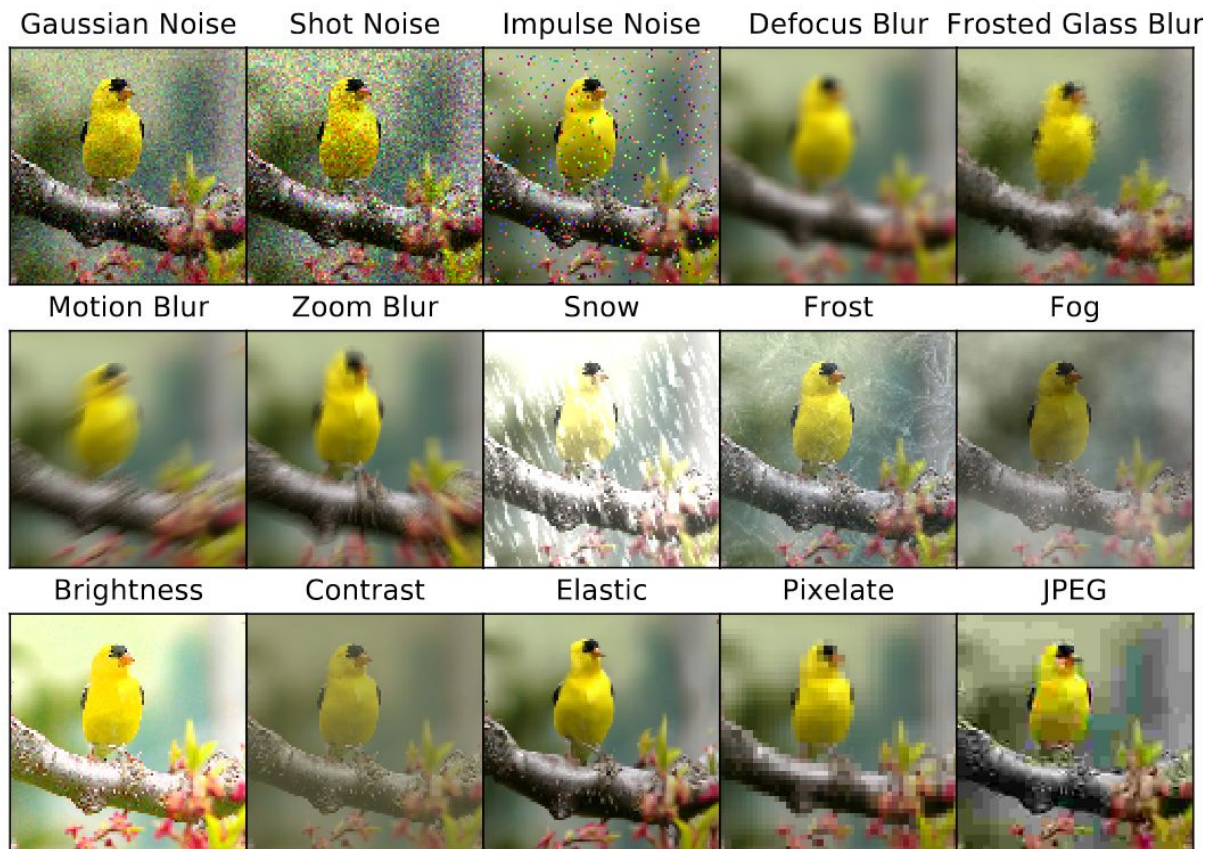 Gaussian Noise Shot Noise Impulse Noise Defocus Blur Frosted Glass Blur
Motion Blur Zoom Blur Snow Frost Fog
Brightness Contrast Elastic Pixelate JPEG